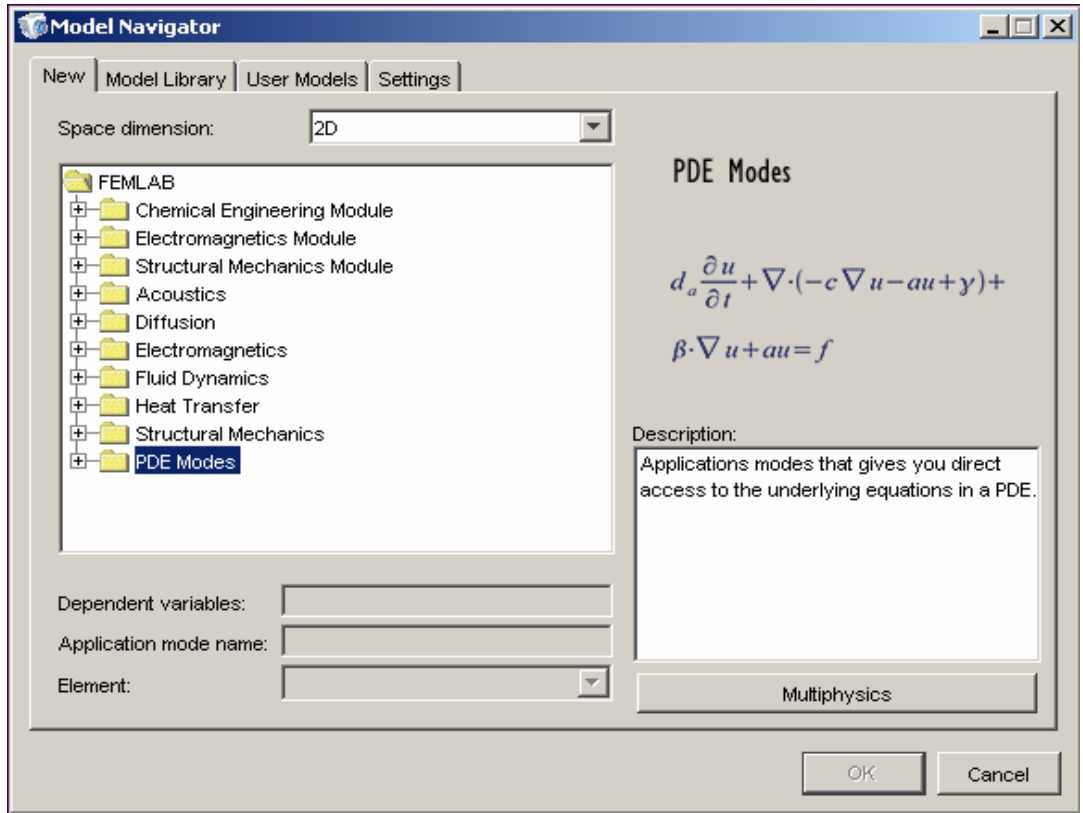 Model Navigator
New
Model Library
User Models
Settings
Space dimension:
2D
FEMLAB
Chemical Engineering Module
Electromagnetics Module
Structural Mechanics Module
Acoustics
Diffusion
Electromagnetics
Fluid Dynamics
Heat Transfer
Structural Mechanics
PDE Modes
Dependent variables:
Application mode name:
Element:
PDE Modes
d_a ∂u/∂t + ∇·(−c∇u−au+γ)+
β·∇u+au=f
Description:
Applications modes that gives you direct
access to the underlying equations in a PDE.
Multiphysics
OK
Cancel